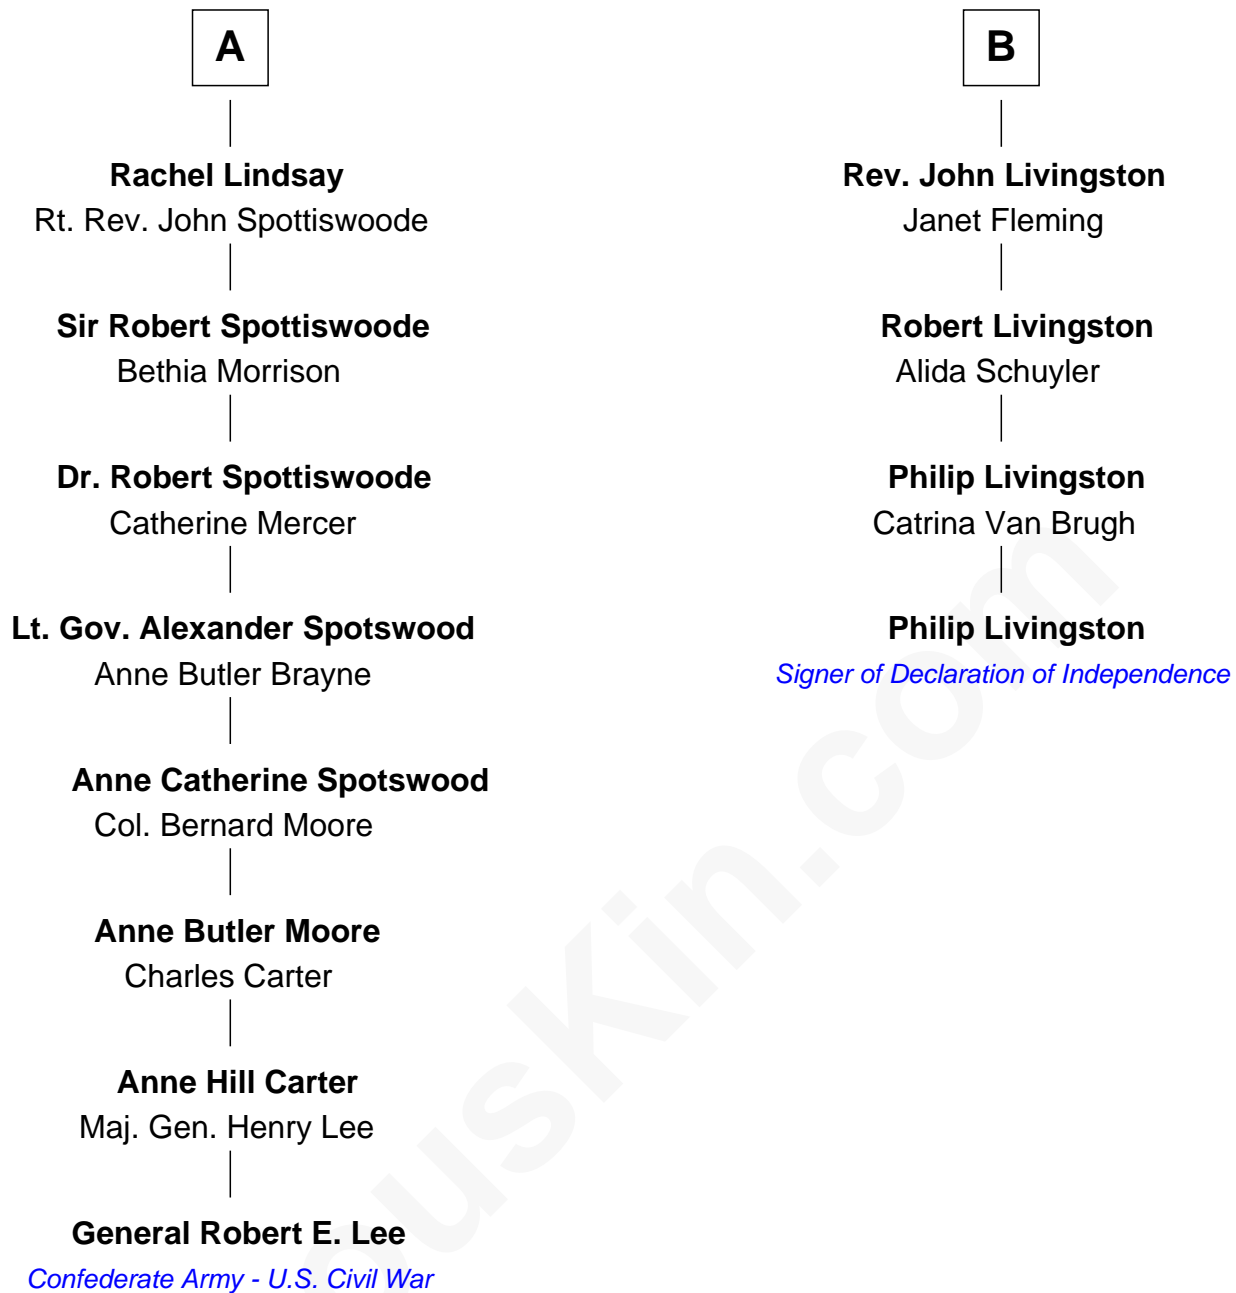 A
Rachel Lindsay
Rt. Rev. John Spottiswoode
Sir Robert Spottiswoode
Bethia Morrison
Dr. Robert Spottiswoode
Catherine Mercer
Lt. Gov. Alexander Spotswood
Anne Butler Brayne
Anne Catherine Spotswood
Col. Bernard Moore
Anne Butler Moore
Charles Carter
Anne Hill Carter
Maj. Gen. Henry Lee
General Robert E. Lee
Confederate Army - U.S. Civil War
B
Rev. John Livingston
Janet Fleming
Robert Livingston
Alida Schuyler
Philip Livingston
Catrina Van Brugh
Philip Livingston
Signer of Declaration of Independence
ousKin.com